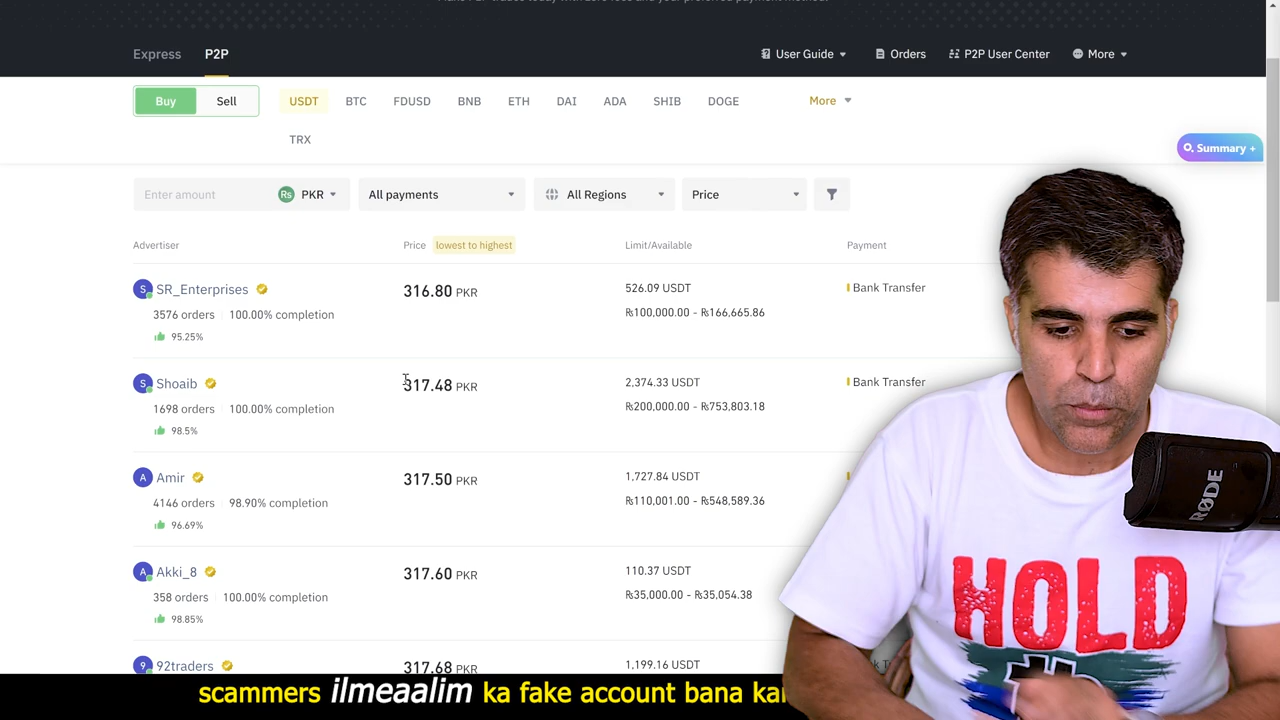 Express P2P User Guide Orders P2P User Center More
Buy Sell USDT BTC FDUSD BNB ETH DAI ADA SHIB DOGE More
TRX
Summary +
Enter amount Rs PKR All payments All Regions Price
Advertiser Price lowest to highest Limit/Available Payment
S SR_Enterprises 316.80 PKR 526.09 USDT Bank Transfer
3576 orders 100.00% completion ₨100,000.00 - ₨166,665.86
95.25%
S Shoaib 317.48 PKR 2,374.33 USDT Bank Transfer
1698 orders 100.00% completion ₨200,000.00 - ₨753,803.18
98.5%
A Amir 317.50 PKR 1,727.84 USDT
4146 orders 98.90% completion ₨110,001.00 - ₨548,589.36
96.69%
A Akki_8 317.60 PKR 110.37 USDT
358 orders 100.00% completion ₨35,000.00 - ₨35,054.38
98.85%
9 92traders 317.68 PKR 1,199.16 USDT
scammers ilmeaalim ka fake account bana
RØDE
HOLD